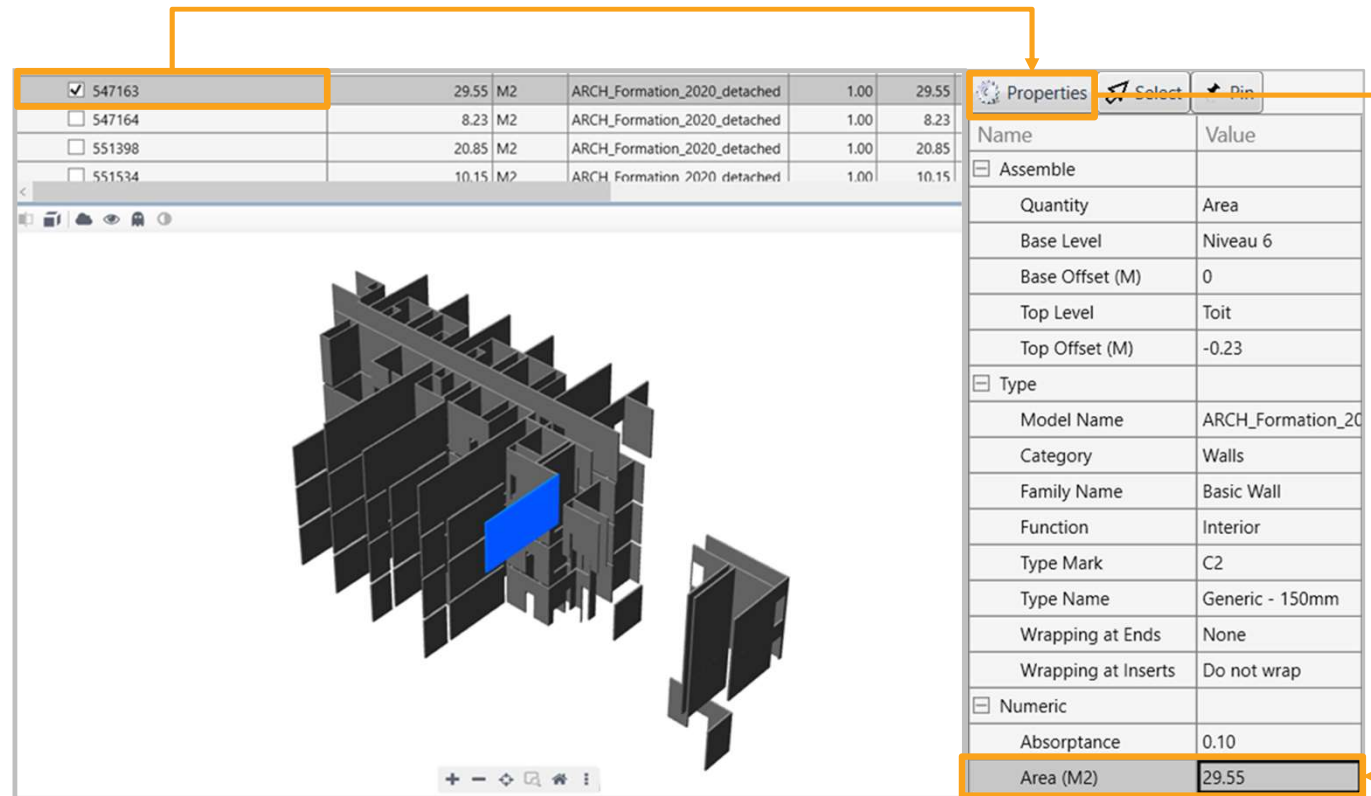 547163 29.55 M2 ARCH_Formation_2020_detached 1.00 29.55
547164 8.23 M2 ARCH_Formation_2020_detached 1.00 8.23
551398 20.85 M2 ARCH_Formation_2020_detached 1.00 20.85
551534 10.15 M2 ARCH_Formation_2020_detached 1.00 10.15
Properties Select Pin
Name Value
Assemble
Quantity Area
Base Level Niveau 6
Base Offset (M) 0
Top Level Toit
Top Offset (M) -0.23
Type
Model Name ARCH_Formation_20
Category Walls
Family Name Basic Wall
Function Interior
Type Mark C2
Type Name Generic - 150mm
Wrapping at Ends None
Wrapping at Inserts Do not wrap
Numeric
Absorptance 0.10
Area (M2) 29.55